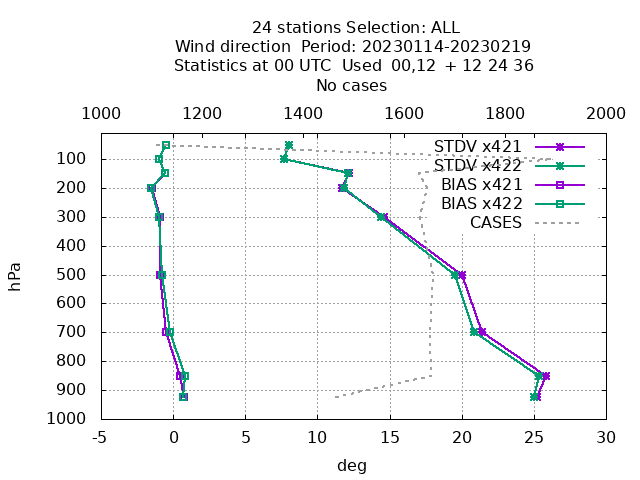 24 stations Selection: ALL
Wind direction  Period: 20230114-20230219
Statistics at 00 UTC  Used  00,12  + 12 24 36
No cases
1000 1200 1400 1600 1800 2000
STDV x421
STDV x422
BIAS x421
BIAS x422
CASES
hPa
100
200
300
400
500
600
700
800
900
1000
-5 0 5 10 15 20 25 30
deg